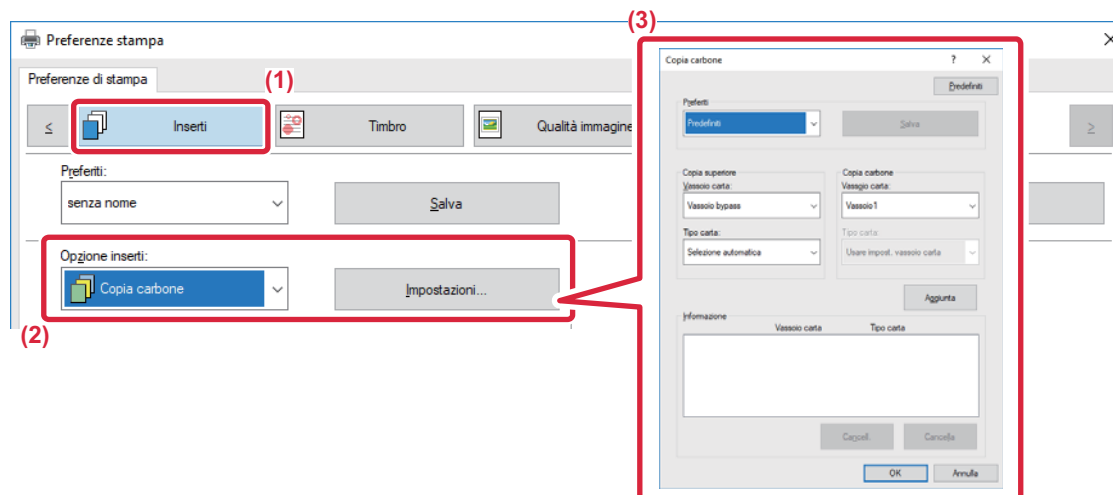 (3)
Preferenze stampa
Preferenze di stampa
(1)
≤ Inserti Timbro Qualità immagine ≥
Preferiti:
senza nome Salva
Opzione inserti:
Copia carbone Impostazioni...
(2)
Copia carbone ? ×
Predefiniti
Preferiti
Predefiniti Salva
Copia superiore Copia carbone
Vassoio carta: Vassoio carta:
Vassoio bypass Vassoio1
Tipo carta: Tipo carta:
Selezione automatica Usare impost. vassoio carta
Aggiunta
Informazione
Vassoio carta Tipo carta
Cancell. Cancella
OK Annulla